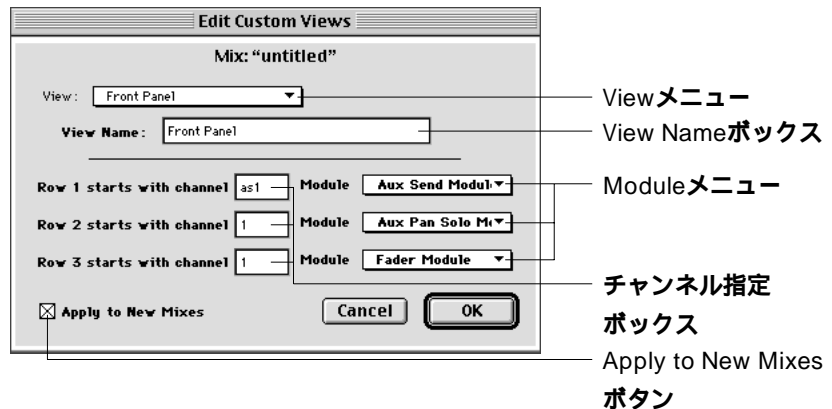 Edit Custom Views
Mix: “untitled”
View: Front Panel
View Name: Front Panel
Row 1 starts with channel as1 Module Aux Send Modul
Row 2 starts with channel 1 Module Aux Pan Solo M
Row 3 starts with channel 1 Module Fader Module
Apply to New Mixes Cancel OK
Viewメニュー
View Nameボックス
Moduleメニュー
チャンネル指定
ボックス
Apply to New Mixes
ボタン